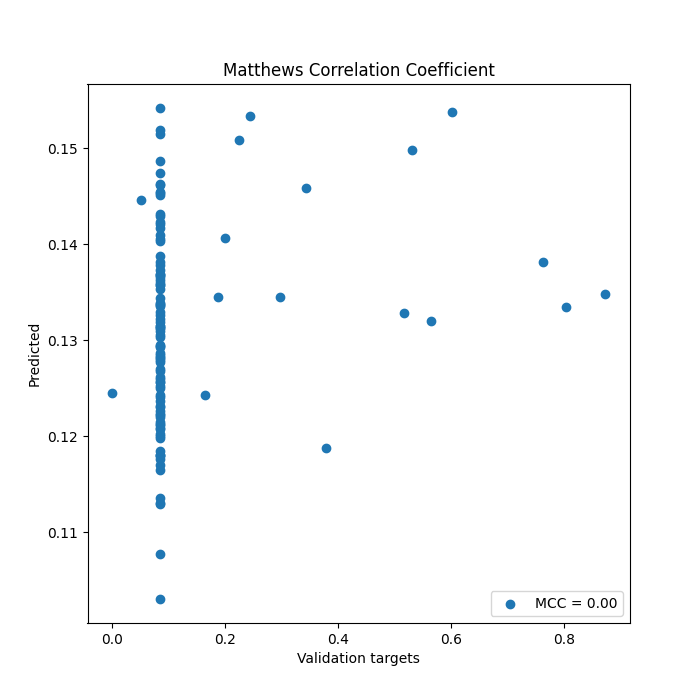 Matthews Correlation Coefficient
0.15
0.14
0.13
0.12
0.11
Predicted
MCC = 0.00
0.0 0.2 0.4 0.6 0.8
Validation targets